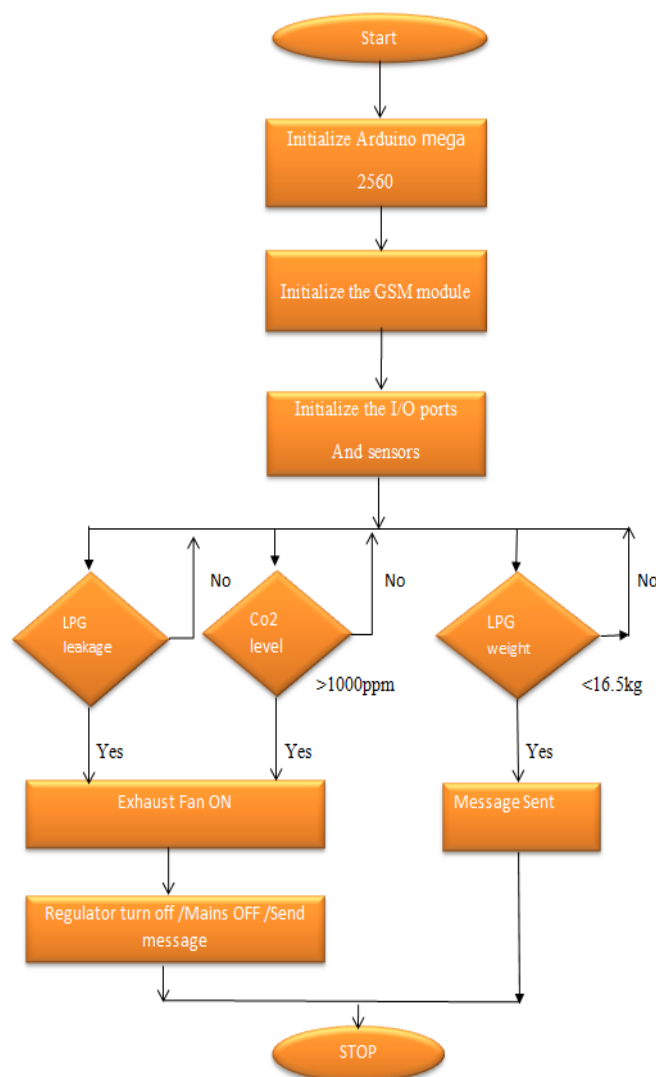 Start
Initialize Arduino mega
2560
Initialize the GSM module
Initialize the I/O ports
And sensors
No
No
No
LPG
leakage
Co2
level
LPG
weight
>1000ppm
<16.5kg
Yes
Yes
Yes
Exhaust Fan ON
Message Sent
Regulator turn off /Mains OFF /Send
message
STOP